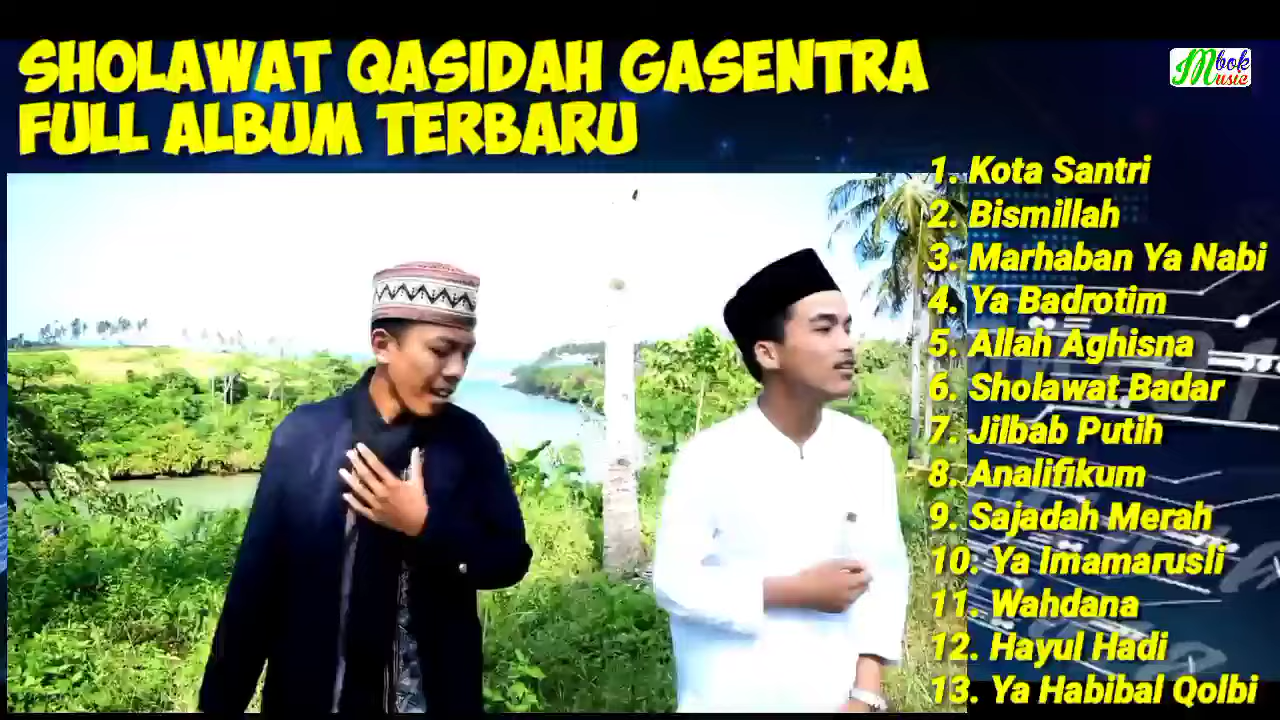 SHOLAWAT QASIDAH GASENTRA
FULL ALBUM TERBARU
Mbok
Music
1. Kota Santri
2. Bismillah
3. Marhaban Ya Nabi
4. Ya Badrotim
5. Allah Aghisna
6. Sholawat Badar
7. Jilbab Putih
8. Analifikum
9. Sajadah Merah
10. Ya Imamarusli
11. Wahdana
12. Hayul Hadi
13. Ya Habibal Qolbi